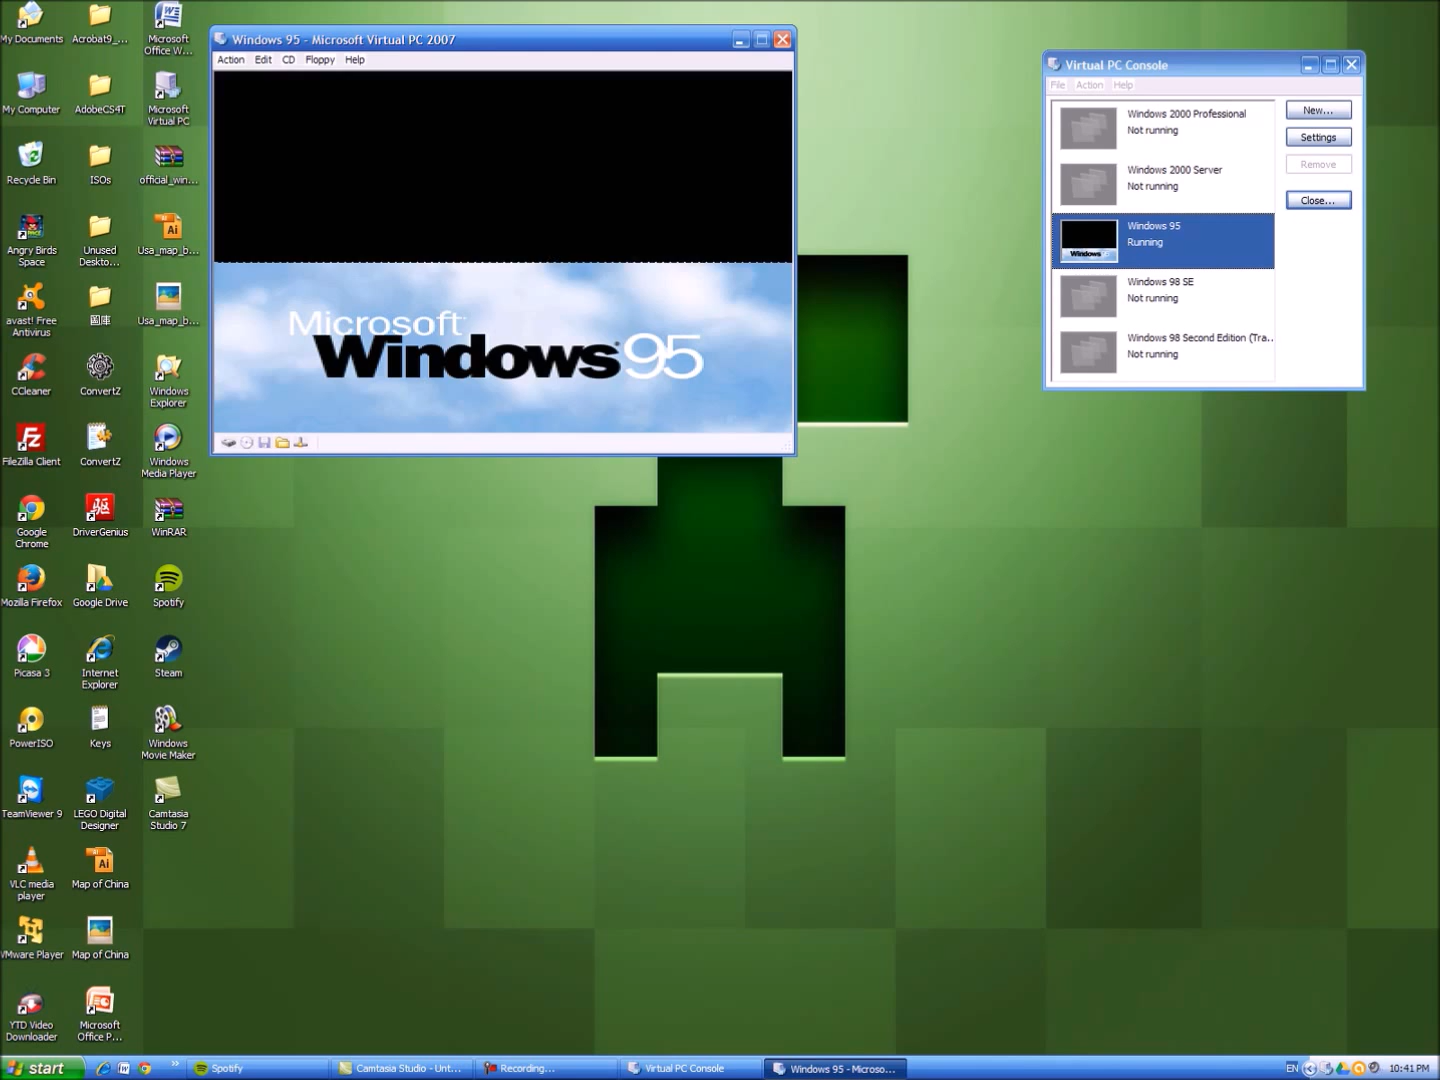 My Documents
Acrobat9_...
Microsoft
Office W...
My Computer
AdobeCS4T
Microsoft
Virtual PC
Recycle Bin
ISOs
official_win...
Angry Birds
Space
Unused
Deskto...
Usa_map_b...
avast! Free
Antivirus
圖庫
Usa_map_b...
CCleaner
ConvertZ
Windows
Explorer
FileZilla Client
ConvertZ
Windows
Media Player
Google
Chrome
DriverGenius
WinRAR
Mozilla Firefox
Google Drive
Spotify
Picasa 3
Internet
Explorer
Steam
PowerISO
Keys
Windows
Movie Maker
TeamViewer 9
LEGO Digital
Designer
Camtasia
Studio 7
VLC media
player
Map of China
VMware Player
Map of China
YTD Video
Downloader
Microsoft
Office P...
Windows 95 - Microsoft Virtual PC 2007
Action Edit CD Floppy Help
Microsoft
Windows 95
Virtual PC Console
File Action Help
Windows 2000 Professional
Not running
Windows 2000 Server
Not running
Windows 95
Running
Windows 98 SE
Not running
Windows 98 Second Edition (Tra...
Not running
New...
Settings
Remove
Close...
start
Spotify
Camtasia Studio - Unt...
Recording...
Virtual PC Console
Windows 95 - Microso...
EN
10:41 PM